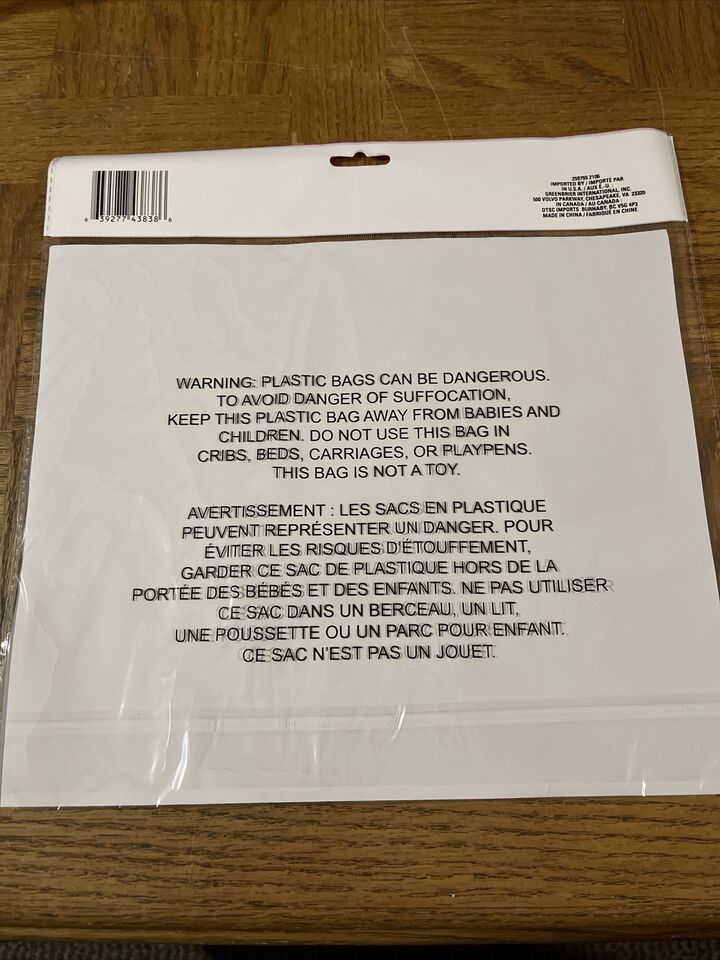 6 39277 43838 6
259755 2106
IMPORTED BY / IMPORTÉ PAR
IN U.S.A. / AUX É.-U. :
GREENBRIER INTERNATIONAL, INC.
500 VOLVO PARKWAY, CHESAPEAKE, VA 23320
IN CANADA / AU CANADA :
DTSC IMPORTS BURNABY, BC V5G 4P3
MADE IN CHINA / FABRIQUÉ EN CHINE
WARNING: PLASTIC BAGS CAN BE DANGEROUS.
TO AVOID DANGER OF SUFFOCATION,
KEEP THIS PLASTIC BAG AWAY FROM BABIES AND
CHILDREN. DO NOT USE THIS BAG IN
CRIBS, BEDS, CARRIAGES, OR PLAYPENS.
THIS BAG IS NOT A TOY.
AVERTISSEMENT : LES SACS EN PLASTIQUE
PEUVENT REPRÉSENTER UN DANGER. POUR
ÉVITER LES RISQUES D'ÉTOUFFEMENT,
GARDER CE SAC DE PLASTIQUE HORS DE LA
PORTÉE DES BÉBÉS ET DES ENFANTS. NE PAS UTILISER
CE SAC DANS UN BERCEAU, UN LIT,
UNE POUSSETTE OU UN PARC POUR ENFANT.
CE SAC N'EST PAS UN JOUET.